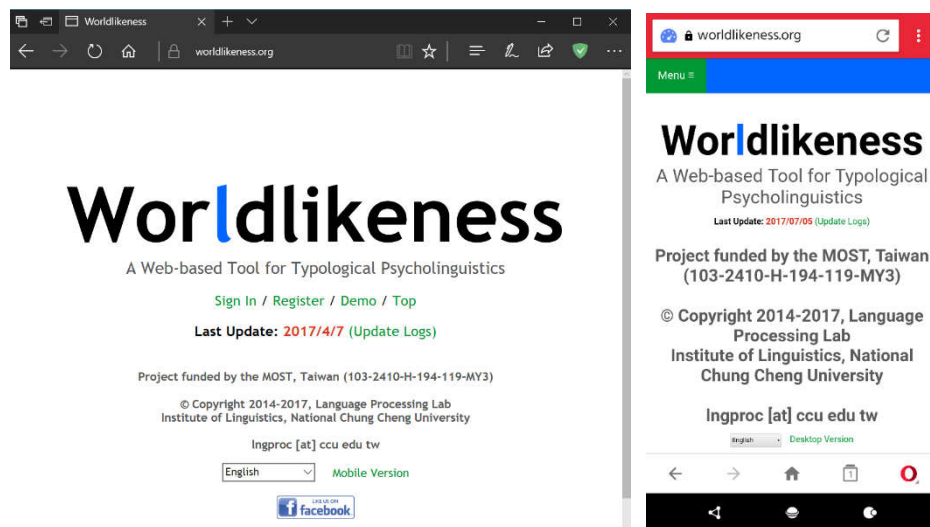 Worldlikeness
worldlikeness.org
Worldlikeness
A Web-based Tool for Typological Psycholinguistics
Sign In / Register / Demo / Top
Last Update: 2017/4/7 (Update Logs)
Project funded by the MOST, Taiwan (103-2410-H-194-119-MY3)
© Copyright 2014-2017, Language Processing Lab
Institute of Linguistics, National Chung Cheng University
lngproc [at] ccu edu tw
English
Mobile Version
LIKE US ON
facebook
worldlikeness.org
Menu ≡
Worldlikeness
A Web-based Tool for Typological
Psycholinguistics
Last Update: 2017/07/05 (Update Logs)
Project funded by the MOST, Taiwan
(103-2410-H-194-119-MY3)
© Copyright 2014-2017, Language
Processing Lab
Institute of Linguistics, National
Chung Cheng University
lngproc [at] ccu edu tw
English
Desktop Version
1